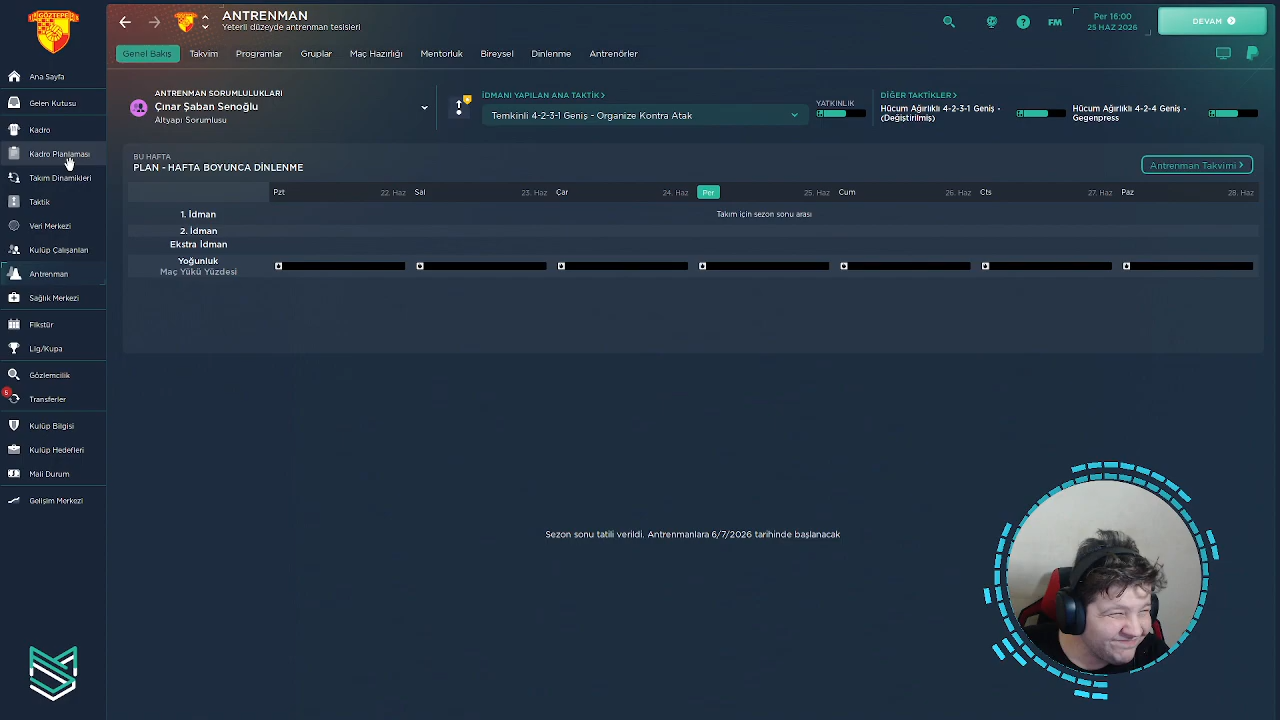 GÖZTEPE
ANTRENMAN
Yeterli düzeyde antrenman tesisleri
FM
Per 16:00
25 HAZ 2026
DEVAM
Genel Bakış
Takvim
Programlar
Gruplar
Maç Hazırlığı
Mentorluk
Bireysel
Dinlenme
Antrenörler
Ana Sayfa
Gelen Kutusu
Kadro
Kadro Planlaması
Takım Dinamikleri
Taktik
Veri Merkezi
Kulüp Çalışanları
Antrenman
Sağlık Merkezi
Fikstür
Lig/Kupa
Gözlemcilik
5
Transferler
Kulüp Bilgisi
Kulüp Hedefleri
Mali Durum
Gelişim Merkezi
ANTRENMAN SORUMLULUKLARI
Çınar Şaban Senoğlu
Altyapı Sorumlusu
İDMANI YAPILAN ANA TAKTİK
Temkinli 4-2-3-1 Geniş - Organize Kontra Atak
YATKINLIK
DİĞER TAKTİKLER
Hücum Ağırlıklı 4-2-3-1 Geniş -
(Değiştirilmiş)
Hücum Ağırlıklı 4-2-4 Geniş -
Gegenpress
BU HAFTA
PLAN - HAFTA BOYUNCA DİNLENME
Antrenman Takvimi
Pzt 22. Haz Sal 23. Haz Çar 24. Haz Per 25. Haz Cum 26. Haz Cts 27. Haz Paz 28. Haz
1. İdman
Takım için sezon sonu arası
2. İdman
Ekstra İdman
Yoğunluk
Maç Yükü Yüzdesi
Sezon sonu tatili verildi. Antrenmanlara 6/7/2026 tarihinde başlanacak